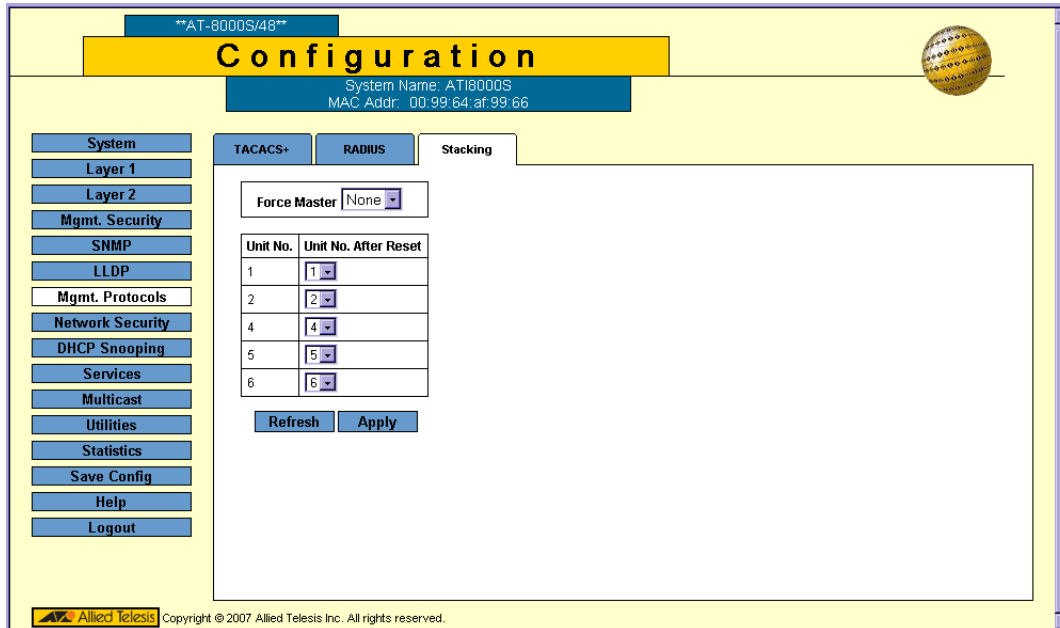 **AT-8000S/48**
Configuration
System Name: ATI8000S
MAC Addr: 00:99:64:af:99:66
System
Layer 1
Layer 2
Mgmt. Security
SNMP
LLDP
Mgmt. Protocols
Network Security
DHCP Snooping
Services
Multicast
Utilities
Statistics
Save Config
Help
Logout
TACACS+ RADIUS Stacking
Force Master None
Unit No. Unit No. After Reset
1 1
2 2
4 4
5 5
6 6
Refresh Apply
Allied Telesis Copyright © 2007 Allied Telesis Inc. All rights reserved.